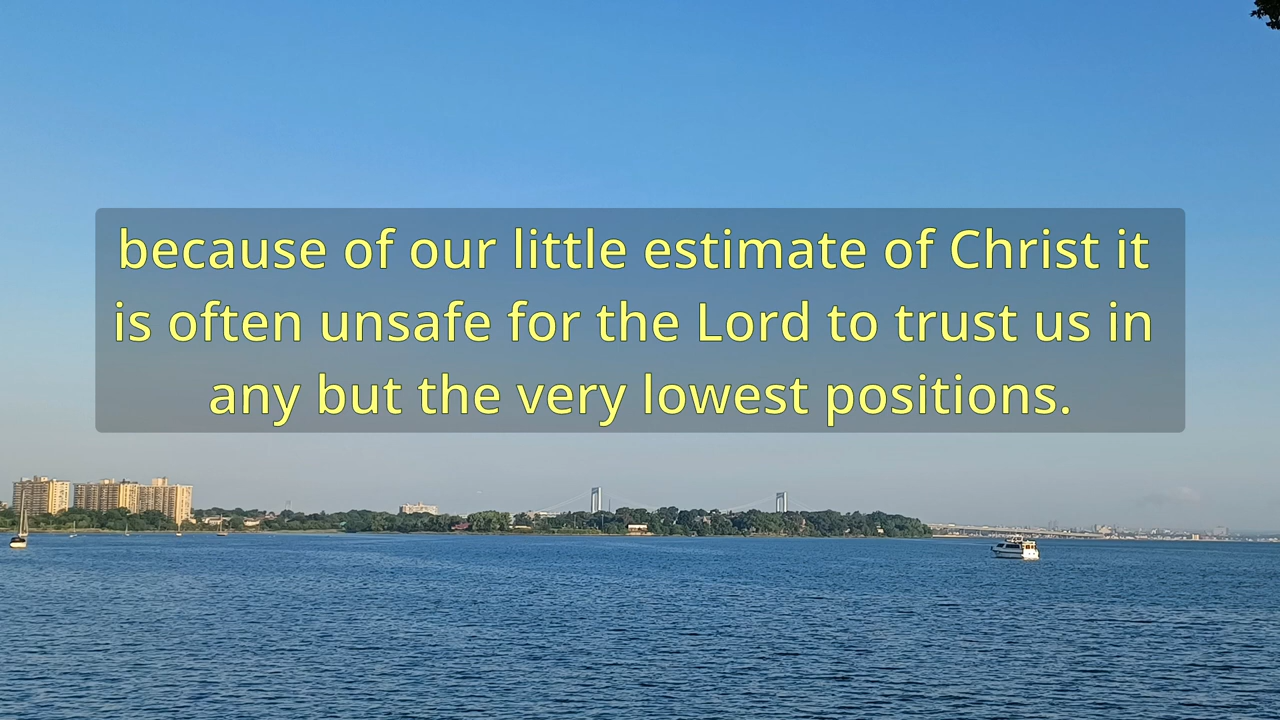 because of our little estimate of Christ it
is often unsafe for the Lord to trust us in
any but the very lowest positions.